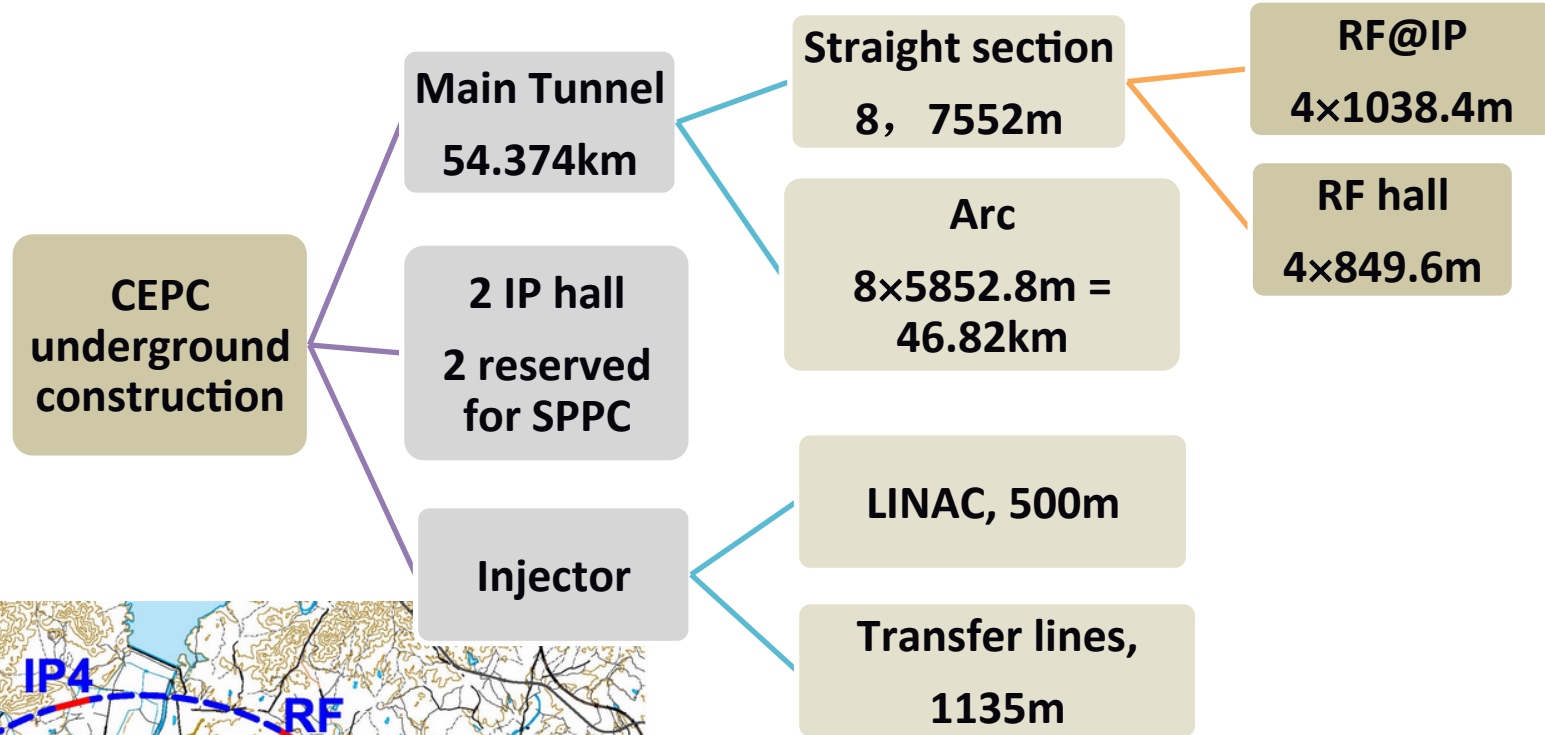 CEPC
underground
construction
Main Tunnel
54.374km
2 IP hall
2 reserved
for SPPC
Injector
Straight section
8， 7552m
Arc
8×5852.8m =
46.82km
LINAC, 500m
Transfer lines,
1135m
RF@IP
4×1038.4m
RF hall
4×849.6m
IP4
RF